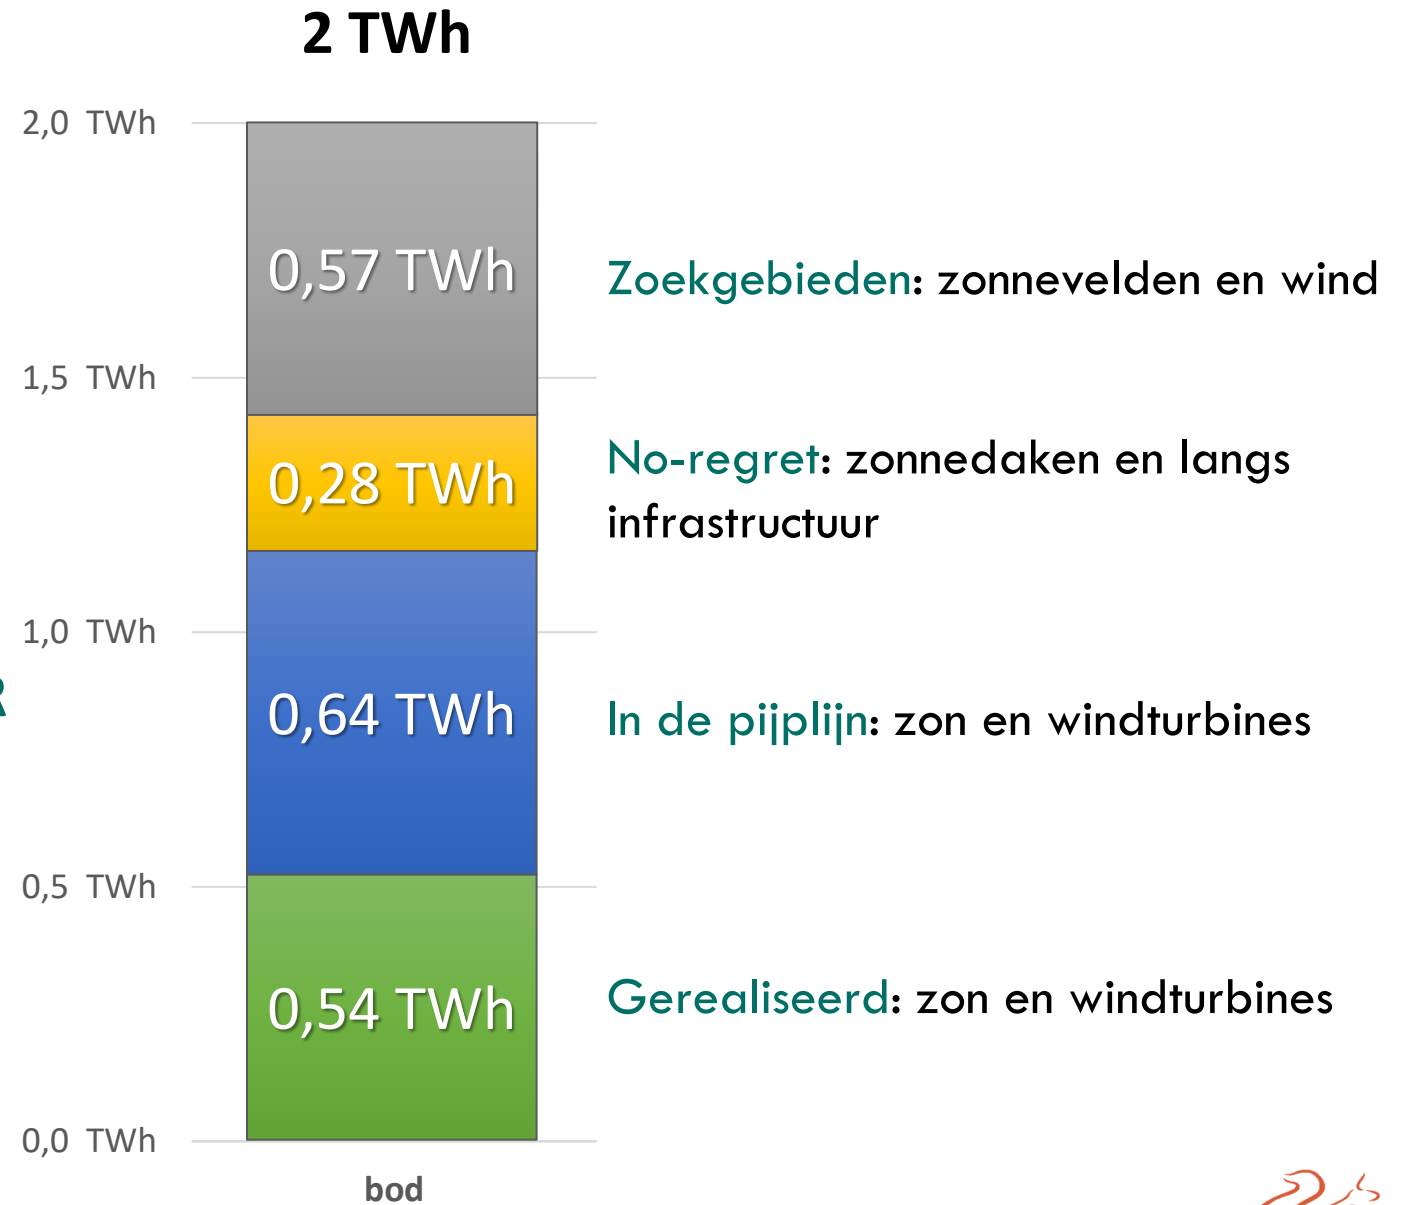 2 TWh
2,0 TWh
0,57 TWh
Zoekgebieden: zonnevelden en wind
1,5 TWh
0,28 TWh
No-regret: zonnedaken en langs
infrastructuur
1,0 TWh
R
0,64 TWh
In de pijplijn: zon en windturbines
0,5 TWh
0,54 TWh
Gerealiseerd: zon en windturbines
0,0 TWh
bod